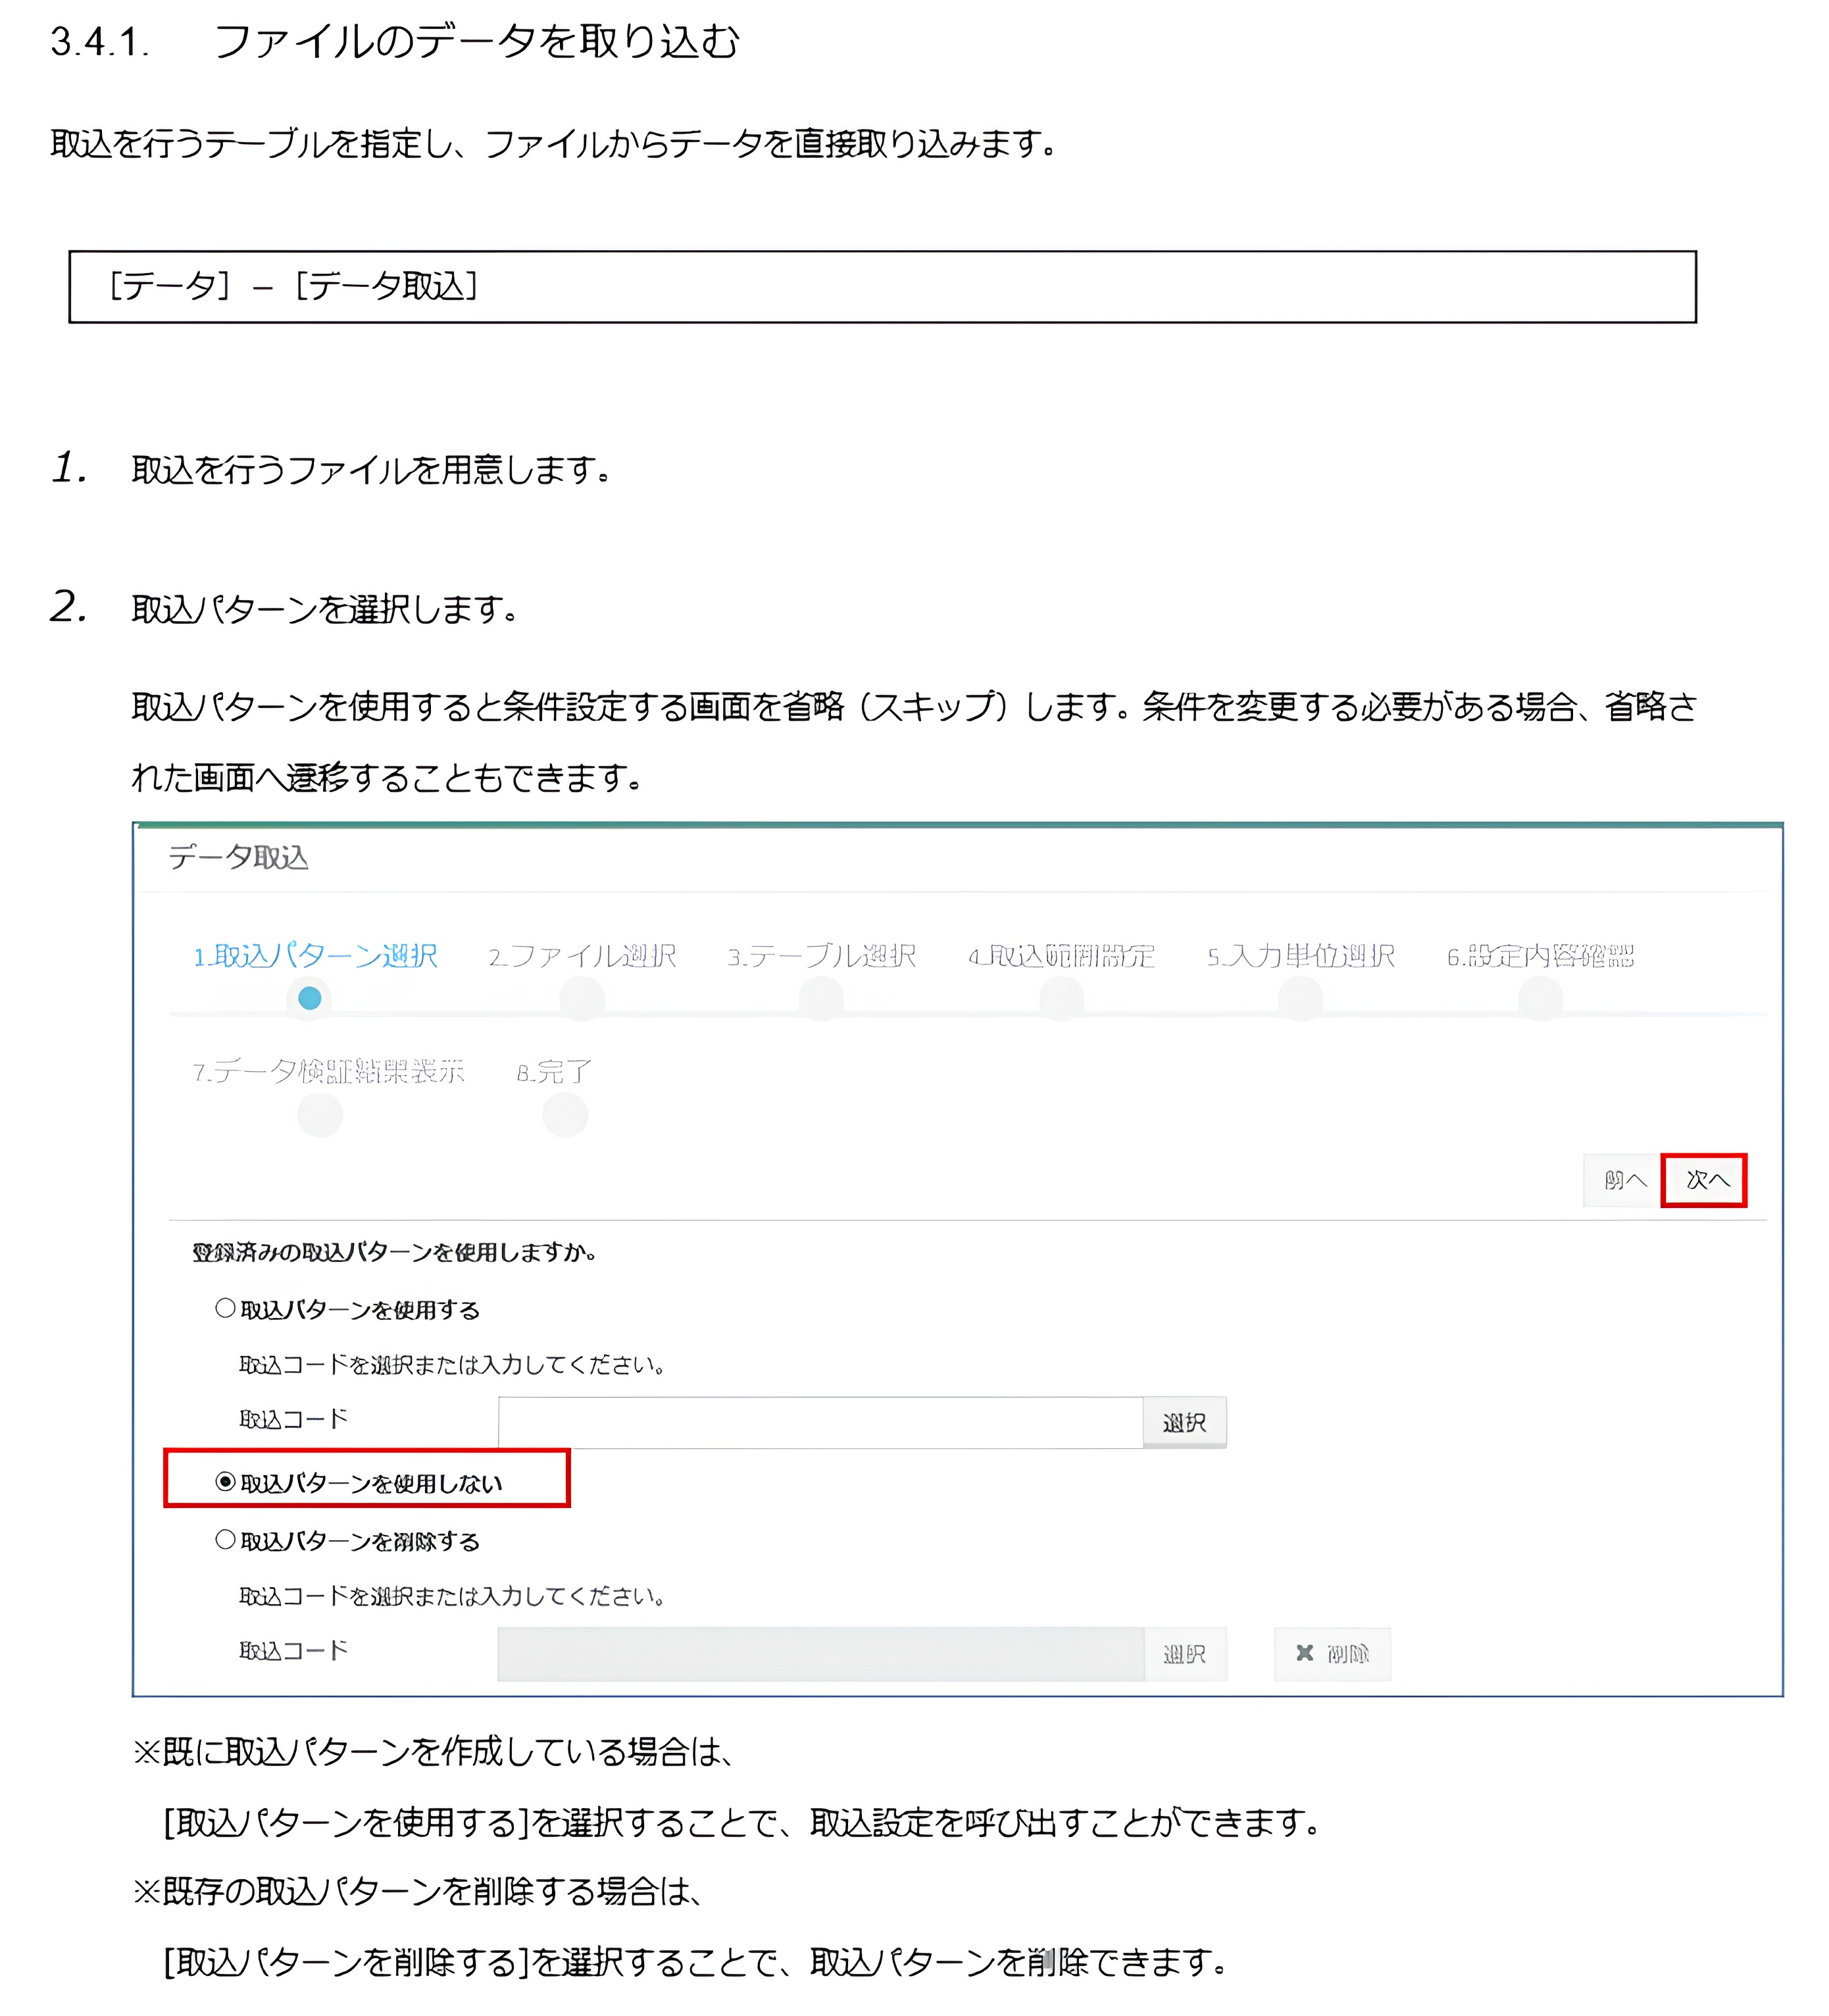 3.4.1. ファイルのデータを取り込む
取込を行うテーブルを指定し、ファイルからデータを直接取り込みます。
[データ] – [データ取込]
1. 取込を行うファイルを用意します。
2. 取込パターンを選択します。
取込パターンを使用すると条件設定する画面を省略（スキップ）します。条件を変更する必要がある場合、省略さ
れた画面へ遷移することもできます。
データ取込
1.取込パターン選択 2.ファイル選択 3.テーブル選択 4.取込範囲設定 5.入力単位選択 6.設定内容確認
7.データ検証結果表示 8.完了
前へ 次へ
登録済みの取込パターンを使用しますか。
取込パターンを使用する
取込コードを選択または入力してください。
取込コード 選択
取込パターンを使用しない
取込パターンを削除する
取込コードを選択または入力してください。
取込コード 選択 ✖ 削除
※既に取込パターンを作成している場合は、
[取込パターンを使用する]を選択することで、取込設定を呼び出すことができます。
※既存の取込パターンを削除する場合は、
[取込パターンを削除する]を選択することで、取込パターンを削除できます。